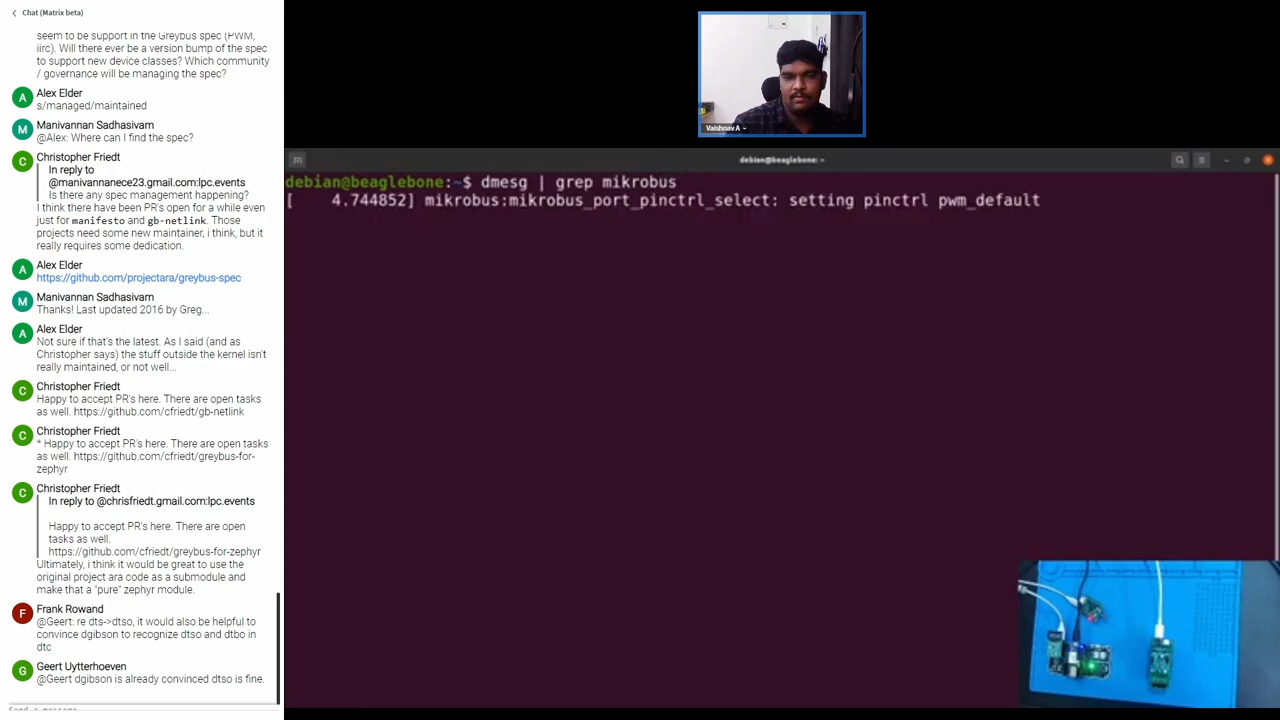 Chat (Matrix beta)
seem to be support in the Greybus spec (PWM,
iirc). Will there ever be a version bump of the spec
to support new device classes? Which community
/ governance will be managing the spec?
A
Alex Elder
s/managed/maintained
M
Manivannan Sadhasivam
@Alex: Where can I find the spec?
C
Christopher Friedt
In reply to
@manivannanece23.gmail.com:lpc.events
Is there any spec management happening?
I think there have been PR's open for a while even
just for manifesto and gb-netlink. Those
projects need some new maintainer, i think, but it
really requires some dedication.
A
Alex Elder
https://github.com/projectara/greybus-spec
M
Manivannan Sadhasivam
Thanks! Last updated 2016 by Greg...
A
Alex Elder
Not sure if that's the latest. As I said (and as
Christopher says) the stuff outside the kernel isn't
really maintained, or not well...
C
Christopher Friedt
Happy to accept PR's here. There are open tasks
as well. https://github.com/cfriedt/gb-netlink
C
Christopher Friedt
* Happy to accept PR's here. There are open tasks
as well. https://github.com/cfriedt/greybus-for-
zephyr
C
Christopher Friedt
In reply to @chrisfriedt.gmail.com:lpc.events
Happy to accept PR's here. There are open
tasks as well.
https://github.com/cfriedt/greybus-for-zephyr
Ultimately, i think it would be great to use the
original project ara code as a submodule and
make that a "pure" zephyr module.
F
Frank Rowand
@Geert: re dts->dtso, it would also be helpful to
convince dgibson to recognize dtso and dtbo in
dtc
G
Geert Uytterhoeven
@Geert dgibson is already convinced dtso is fine.
Send a message
Vaishnav A
debian@beaglebone: ~
debian@beaglebone:~$ dmesg | grep mikrobus
[    4.744852] mikrobus:mikrobus_port_pinctrl_select: setting pinctrl pwm_default